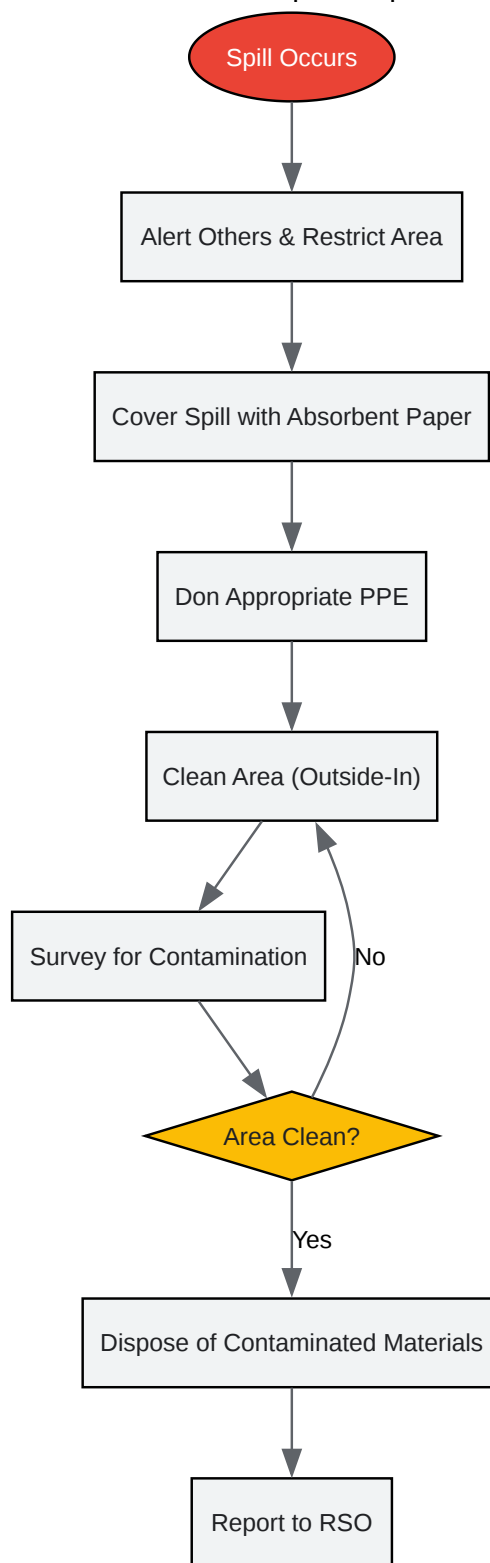 Spill Occurs
Alert Others & Restrict Area
Cover Spill with Absorbent Paper
Don Appropriate PPE
Clean Area (Outside-In)
Survey for Contamination
No
Area Clean?
Yes
Dispose of Contaminated Materials
Report to RSO